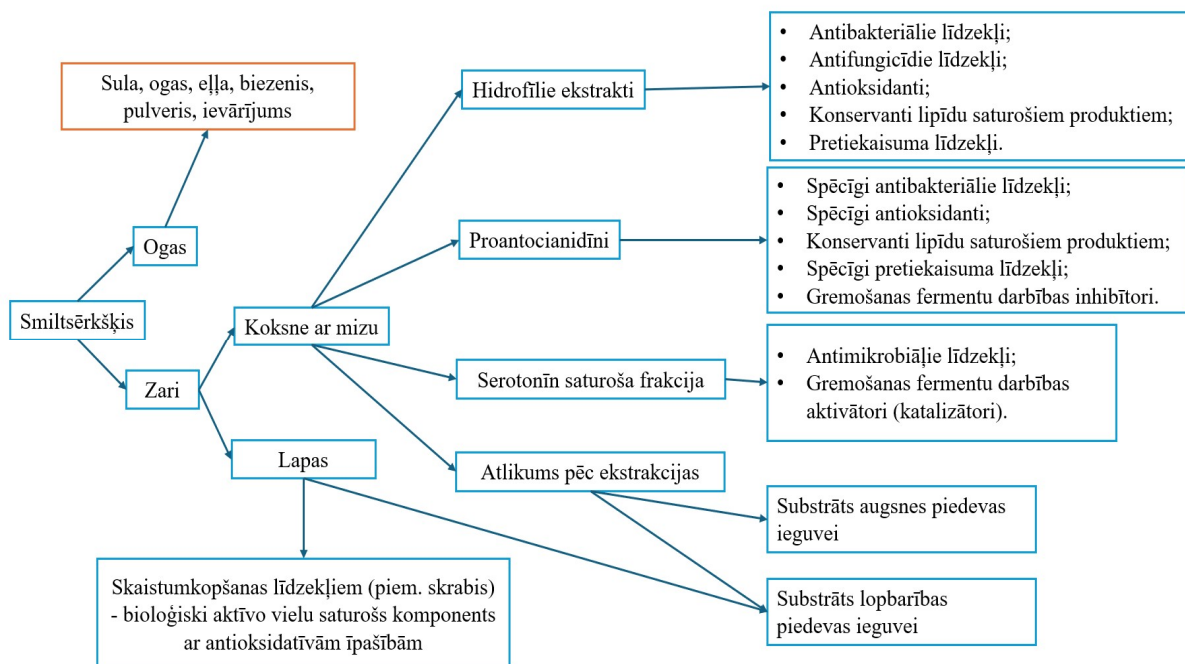 Sula, ogas, eļļa, biezenis,
pulveris, ievārījums
Ogas
Smiltsērkšķis
Zari
Koksne ar mizu
Lapas
Skaistumkopšanas līdzekļiem (piem. skrabis)
- bioloģiski aktīvo vielu saturošs komponents
ar antioksidatīvām īpašībām
Hidrofīlie ekstrakti
• Antibakteriālie līdzekļi;
• Antifungicīdie līdzekļi;
• Antioksidanti;
• Konservanti lipīdu saturošiem produktiem;
• Pretiekaisuma līdzekļi.
Proantocianidīni
• Spēcīgi antibakteriālie līdzekļi;
• Spēcīgi antioksidanti;
• Konservanti lipīdu saturošiem produktiem;
• Spēcīgi pretiekaisuma līdzekļi;
• Gremošanas fermentu darbības inhibītori.
Serotonīn saturoša frakcija
• Antimikrobiāļie līdzekļi;
• Gremošanas fermentu darbības
aktivātori (katalizātori).
Atlikums pēc ekstrakcijas
Substrāts augsnes piedevas
ieguvei
Substrāts lopbarības
piedevas ieguvei